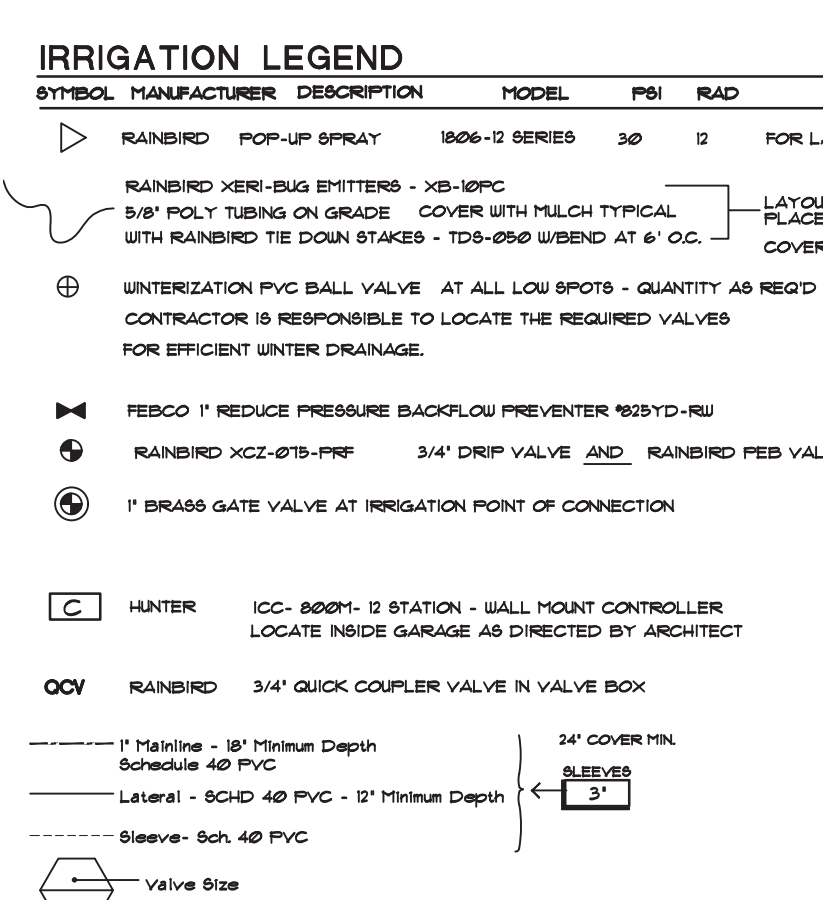 IRRIGATION LEGEND
SYMBOL MANUFACTURER DESCRIPTION MODEL PSI RAD
RAINBIRD POP-UP SPRAY 1806-12 SERIES 30 12 FOR
RAINBIRD XERI-BUG EMITTERS - XB-10PC
5/8" POLY TUBING ON GRADE COVER WITH MULCH TYPICAL
WITH RAINBIRD TIE DOWN STAKES - TDS-050 W/BEND AT 6' O.C.
LAYOU
PLACE
COVER
WINTERIZATION PVC BALL VALVE AT ALL LOW SPOTS - QUANTITY AS REQ'D
CONTRACTOR IS RESPONSIBLE TO LOCATE THE REQUIRED VALVES
FOR EFFICIENT WINTER DRAINAGE.
FEBCO 1" REDUCE PRESSURE BACKFLOW PREVENTER #825YD-RW
RAINBIRD XCZ-075-PRF 3/4" DRIP VALVE AND RAINBIRD PEB VAL
1" BRASS GATE VALVE AT IRRIGATION POINT OF CONNECTION
C HUNTER ICC- 800M- 12 STATION - WALL MOUNT CONTROLLER
LOCATE INSIDE GARAGE AS DIRECTED BY ARCHITECT
QCV RAINBIRD 3/4" QUICK COUPLER VALVE IN VALVE BOX
1" Mainline - 18" Minimum Depth
Schedule 40 PVC
Lateral - SCHD 40 PVC - 12" Minimum Depth
Sleeve- Sch. 40 PVC
24" COVER MIN.
SLEEVES
3"
Valve Size